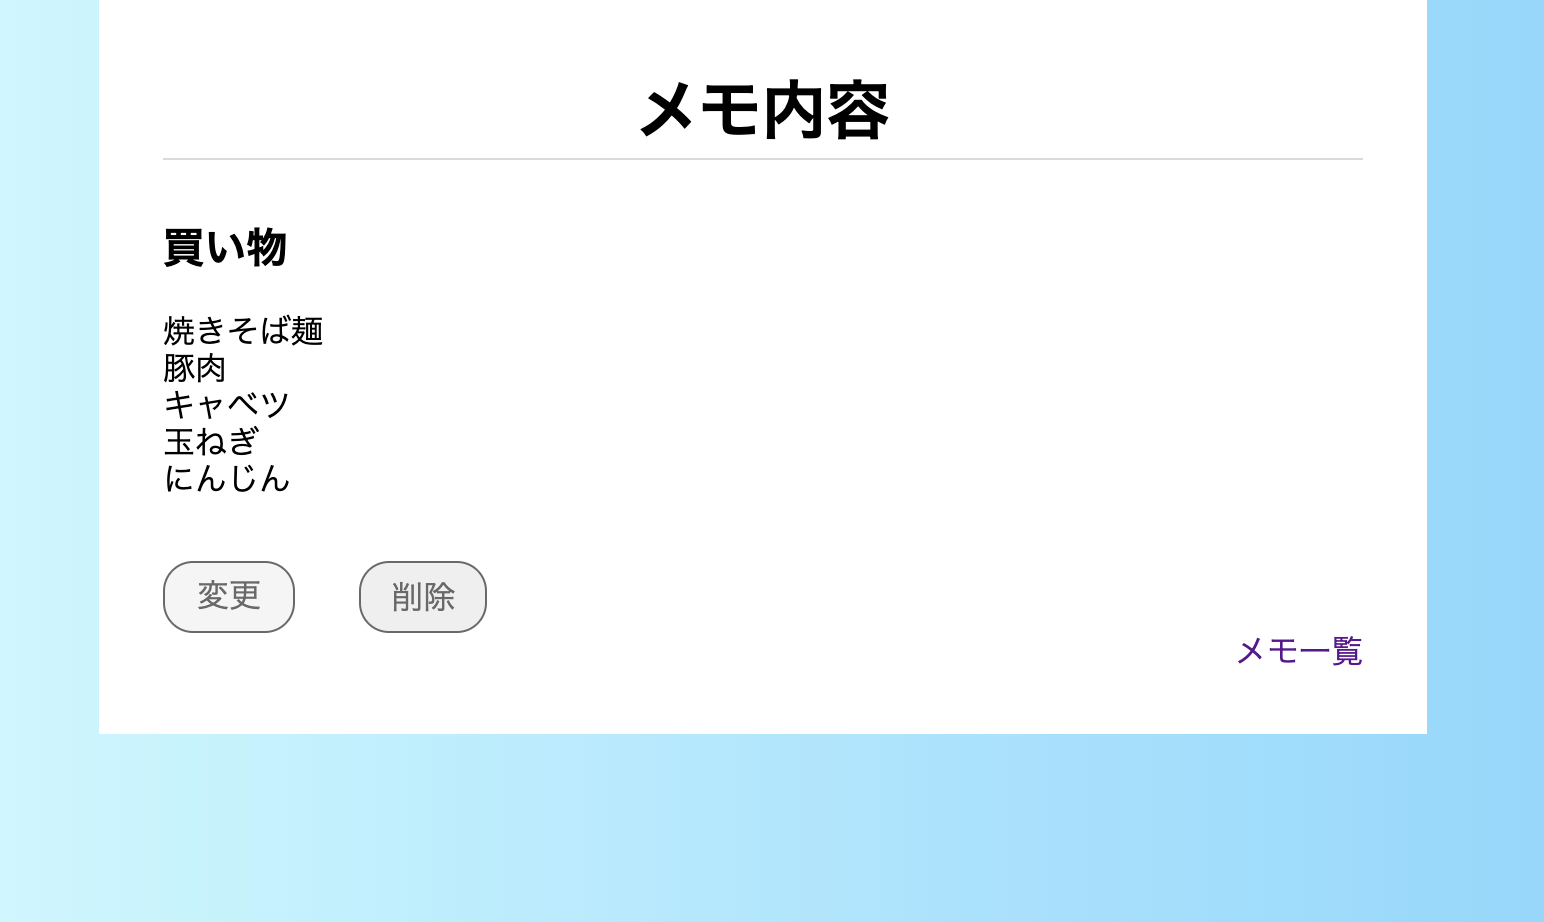 メモ内容
買い物
焼きそば麺
豚肉
キャベツ
玉ねぎ
にんじん
変更
削除
メモ一覧